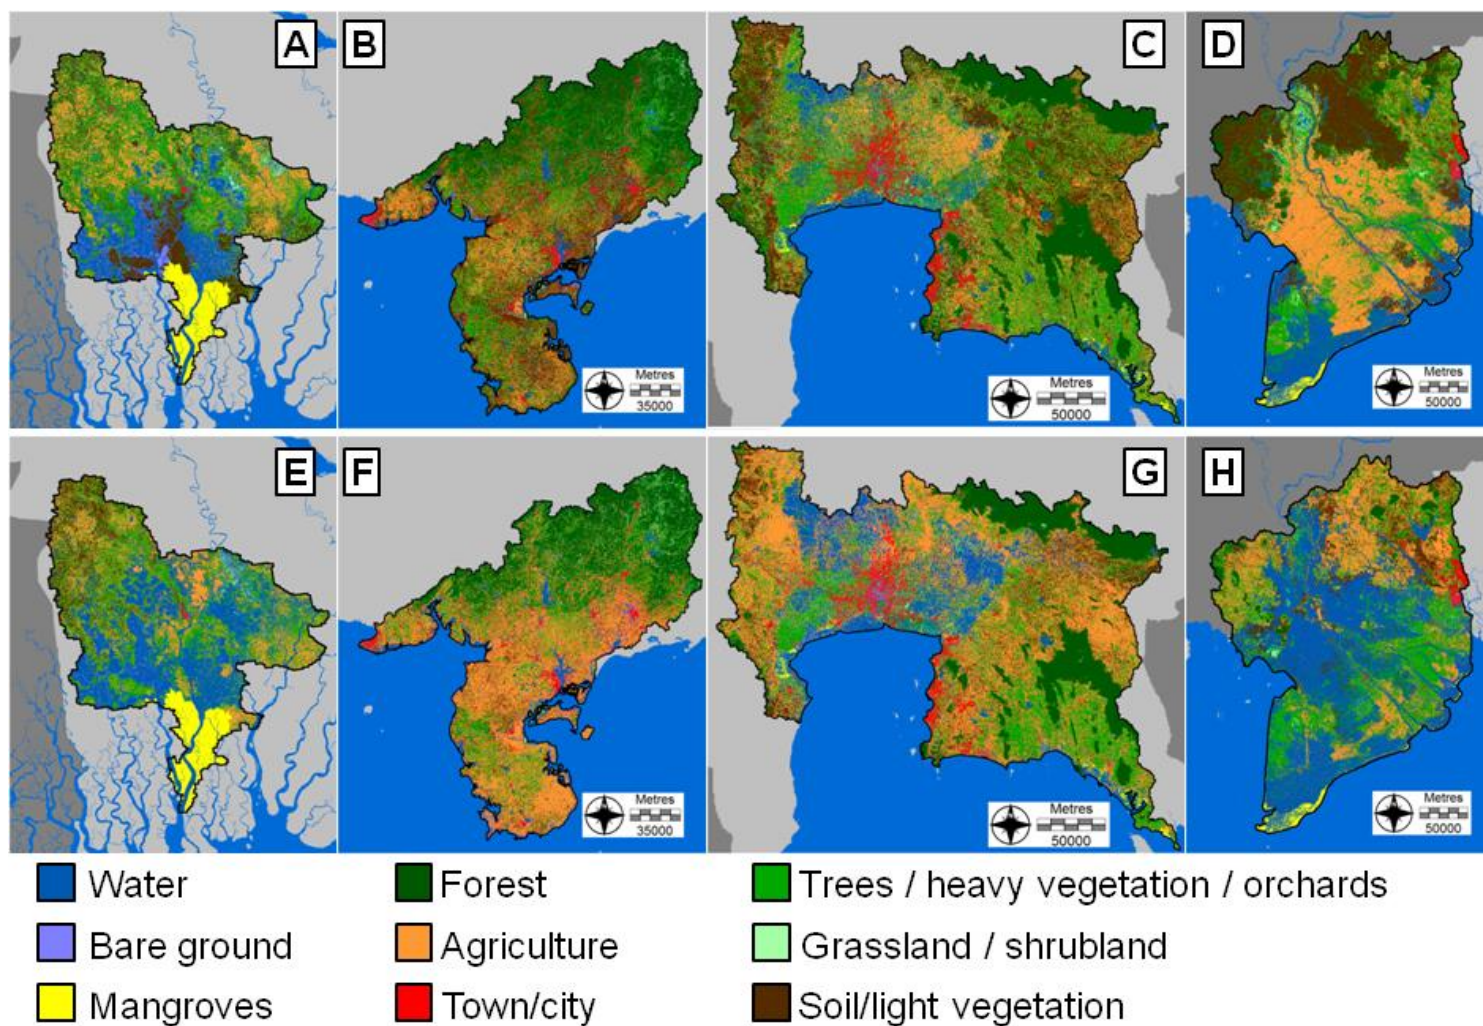 A B C D
Metres
35000
Metres
50000
Metres
50000
E F G H
Metres
35000
Metres
50000
Metres
50000
Water Forest Trees / heavy vegetation / orchards
Bare ground Agriculture Grassland / shrubland
Mangroves Town/city Soil/light vegetation